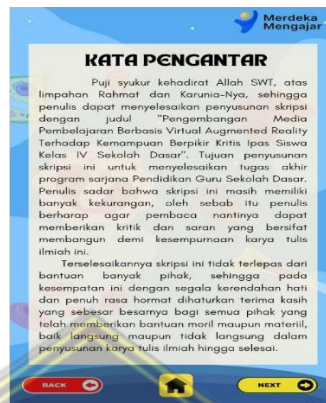 Merdeka
Mengajar
KATA PENGANTAR
Puji syukur kehadirat Allah SWT, atas
limpahan Rahmat dan Karunia-Nya, sehingga
penulis dapat menyelesaikan penyusunan skripsi
dengan judul "Pengembangan Media
Pembelajaran Berbasis Virtual Augmented Reality
Terhadap Kemampuan Berpikir Kritis Ipas Siswa
Kelas IV Sekolah Dasar". Tujuan penyusunan
skripsi ini untuk menyelesaikan tugas akhir
program sarjana Pendidikan Guru Sekolah Dasar.
Penulis sadar bahwa skripsi ini masih memiliki
banyak kekurangan, oleh sebab itu penulis
berharap agar pembaca nantinya dapat
memberikan kritik dan saran yang bersifat
membangun demi kesempurnaan karya tulis
ilmiah ini.
Terselesaikannya skripsi ini tidak terlepas dari
bantuan banyak pihak, sehingga pada
kesempatan ini dengan segala kerendahan hati
dan penuh rasa hormat dihaturkan terima kasih
yang sebesar besarnya bagi semua pihak yang
telah memberikan bantuan moril maupun materiil,
baik langsung maupun tidak langsung dalam
penyusunan karya tulis ilmiah hingga selesai.
BACK
NEXT